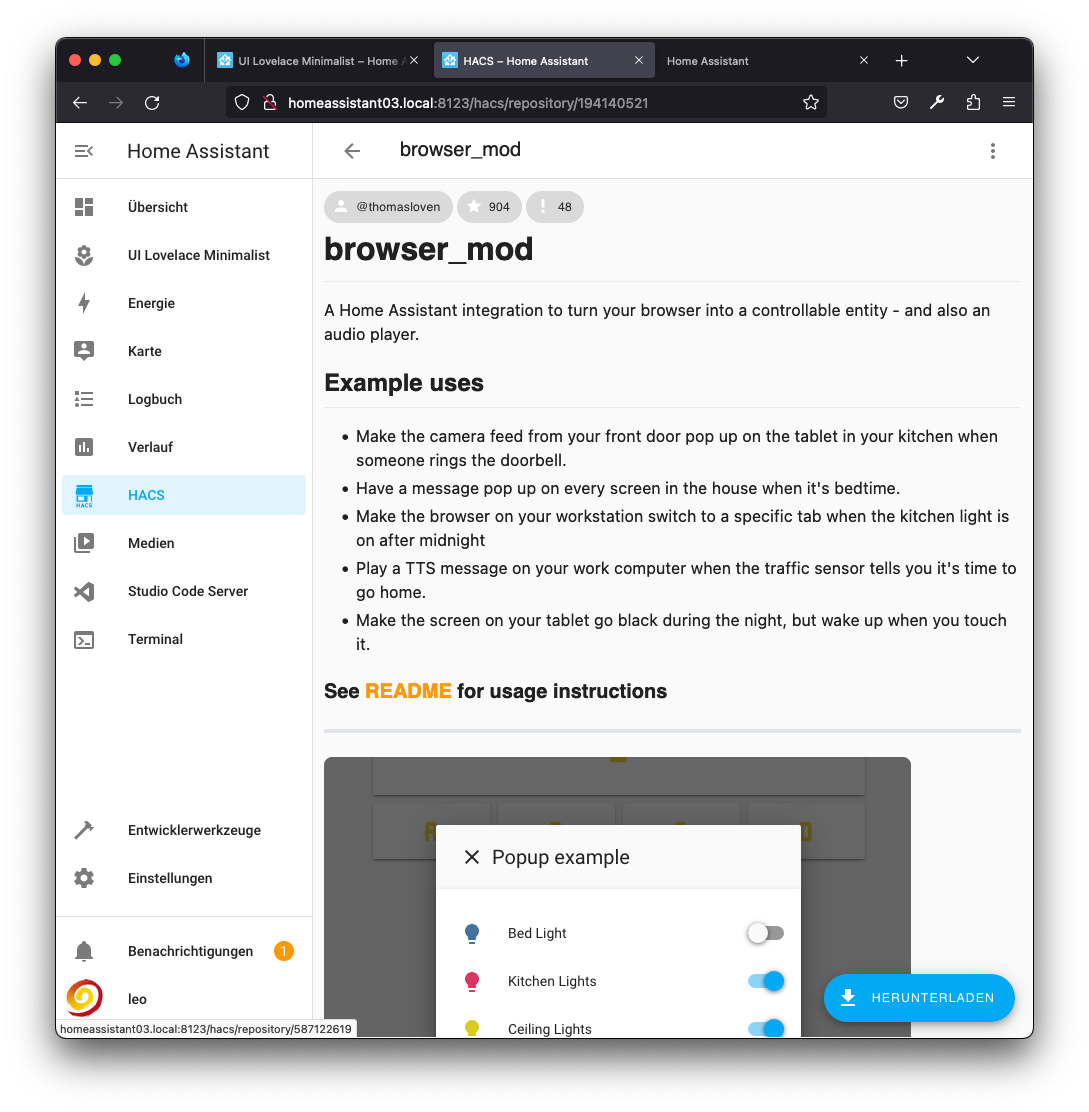 UI Lovelace Minimalist – Home A
HACS – Home Assistant
Home Assistant
homeassistant03.local:8123/hacs/repository/194140521
Home Assistant
browser_mod
Übersicht
UI Lovelace Minimalist
Energie
Karte
Logbuch
Verlauf
HACS
HACS
Medien
Studio Code Server
Terminal
Entwicklerwerkzeuge
Einstellungen
Benachrichtigungen
1
leo
homeassistant03.local:8123/hacs/repository/587122619
@thomasloven
904
48
browser_mod
A Home Assistant integration to turn your browser into a controllable entity - and also an
audio player.
Example uses
• Make the camera feed from your front door pop up on the tablet in your kitchen when
someone rings the doorbell.
• Have a message pop up on every screen in the house when it's bedtime.
• Make the browser on your workstation switch to a specific tab when the kitchen light is
on after midnight
• Play a TTS message on your work computer when the traffic sensor tells you it's time to
go home.
• Make the screen on your tablet go black during the night, but wake up when you touch
it.
See README for usage instructions
Popup example
Bed Light
Kitchen Lights
Ceiling Lights
HERUNTERLADEN